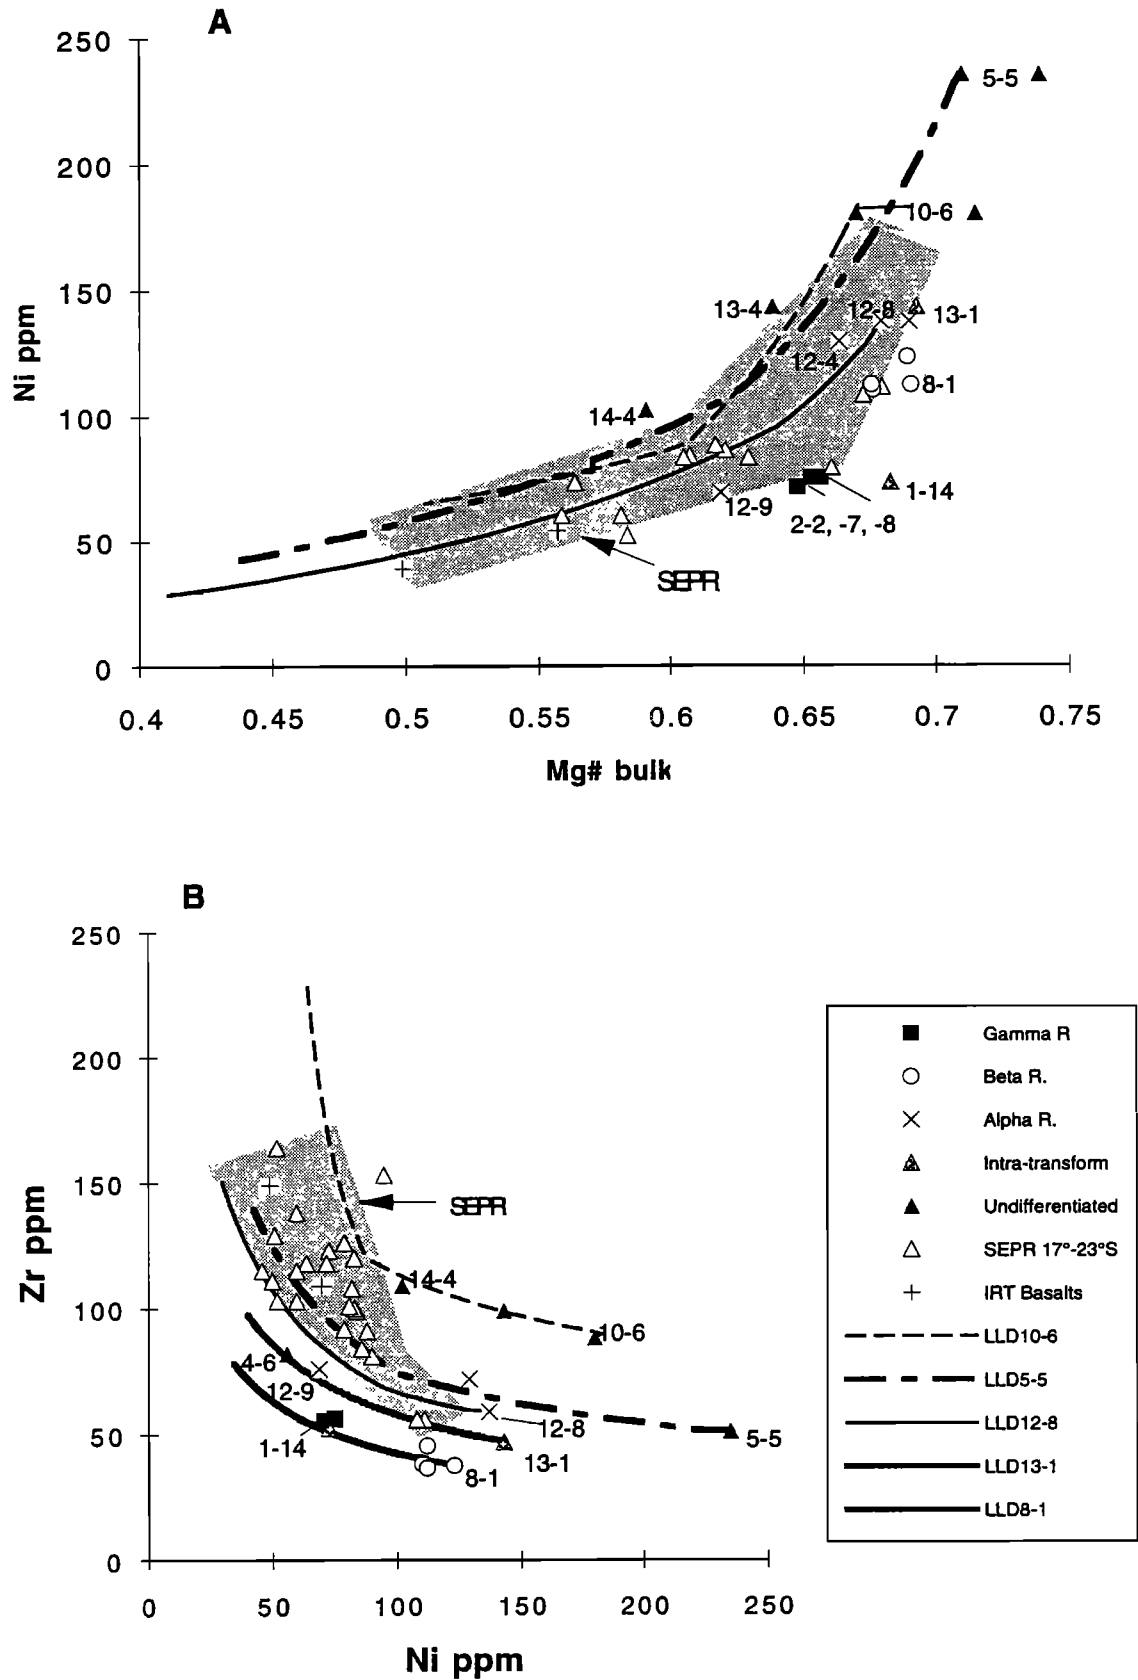 A
250
5-5
200
10-6
150
13-4
12-8
13-1
Ni ppm
12-4
8-1
14-4
100
12-9
1-14
2-2, -7, -8
50
SEPR
0
0.4 0.45 0.5 0.55 0.6 0.65 0.7 0.75
Mg# bulk
B
250
200
150
SEPR
Zr ppm
14-4
100
10-6
4-6
12-9
12-8
50
1-14
13-1
5-5
8-1
0
0 50 100 150 200 250
Ni ppm
Gamma R
Beta R.
Alpha R.
Intra-transform
Undifferentiated
SEPR 17°-23°S
IRT Basalts
LLD10-6
LLD5-5
LLD12-8
LLD13-1
LLD8-1